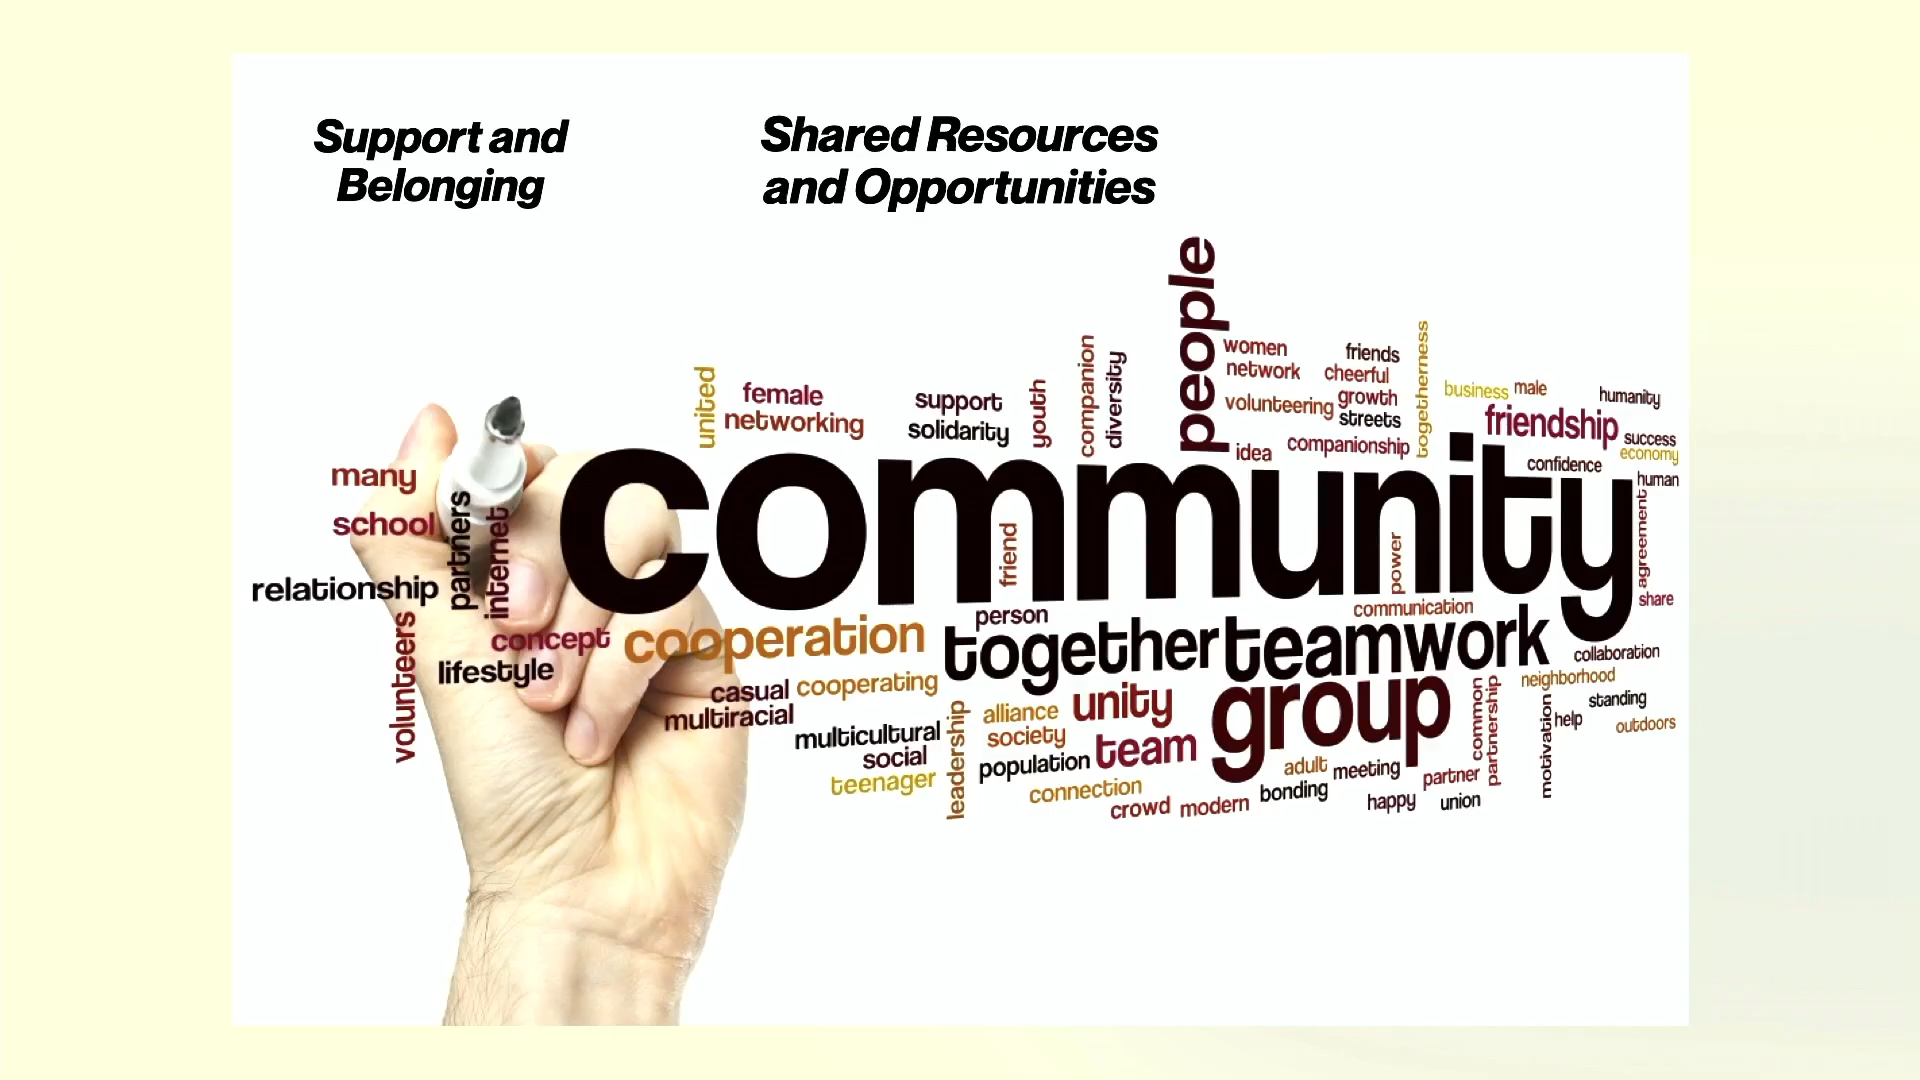 Support and
Belonging
Shared Resources
and Opportunities
people
women
friends
network
cheerful
togetherness
business
male
humanity
united
female
networking
support
solidarity
youth
companion
diversity
volunteering
growth
streets
friendship
success
economy
idea
companionship
confidence
human
many
school
partners
internet
community
friend
power
agreement
share
relationship
volunteers
concept
lifestyle
cooperation
person
together
communication
teamwork
collaboration
casual
cooperating
multiracial
multicultural
social
teenager
leadership
alliance
society
unity
population
team
group
connection
crowd
modern
adult
meeting
bonding
happy
partner
union
common
partnership
neighborhood
standing
motivation
help
outdoors